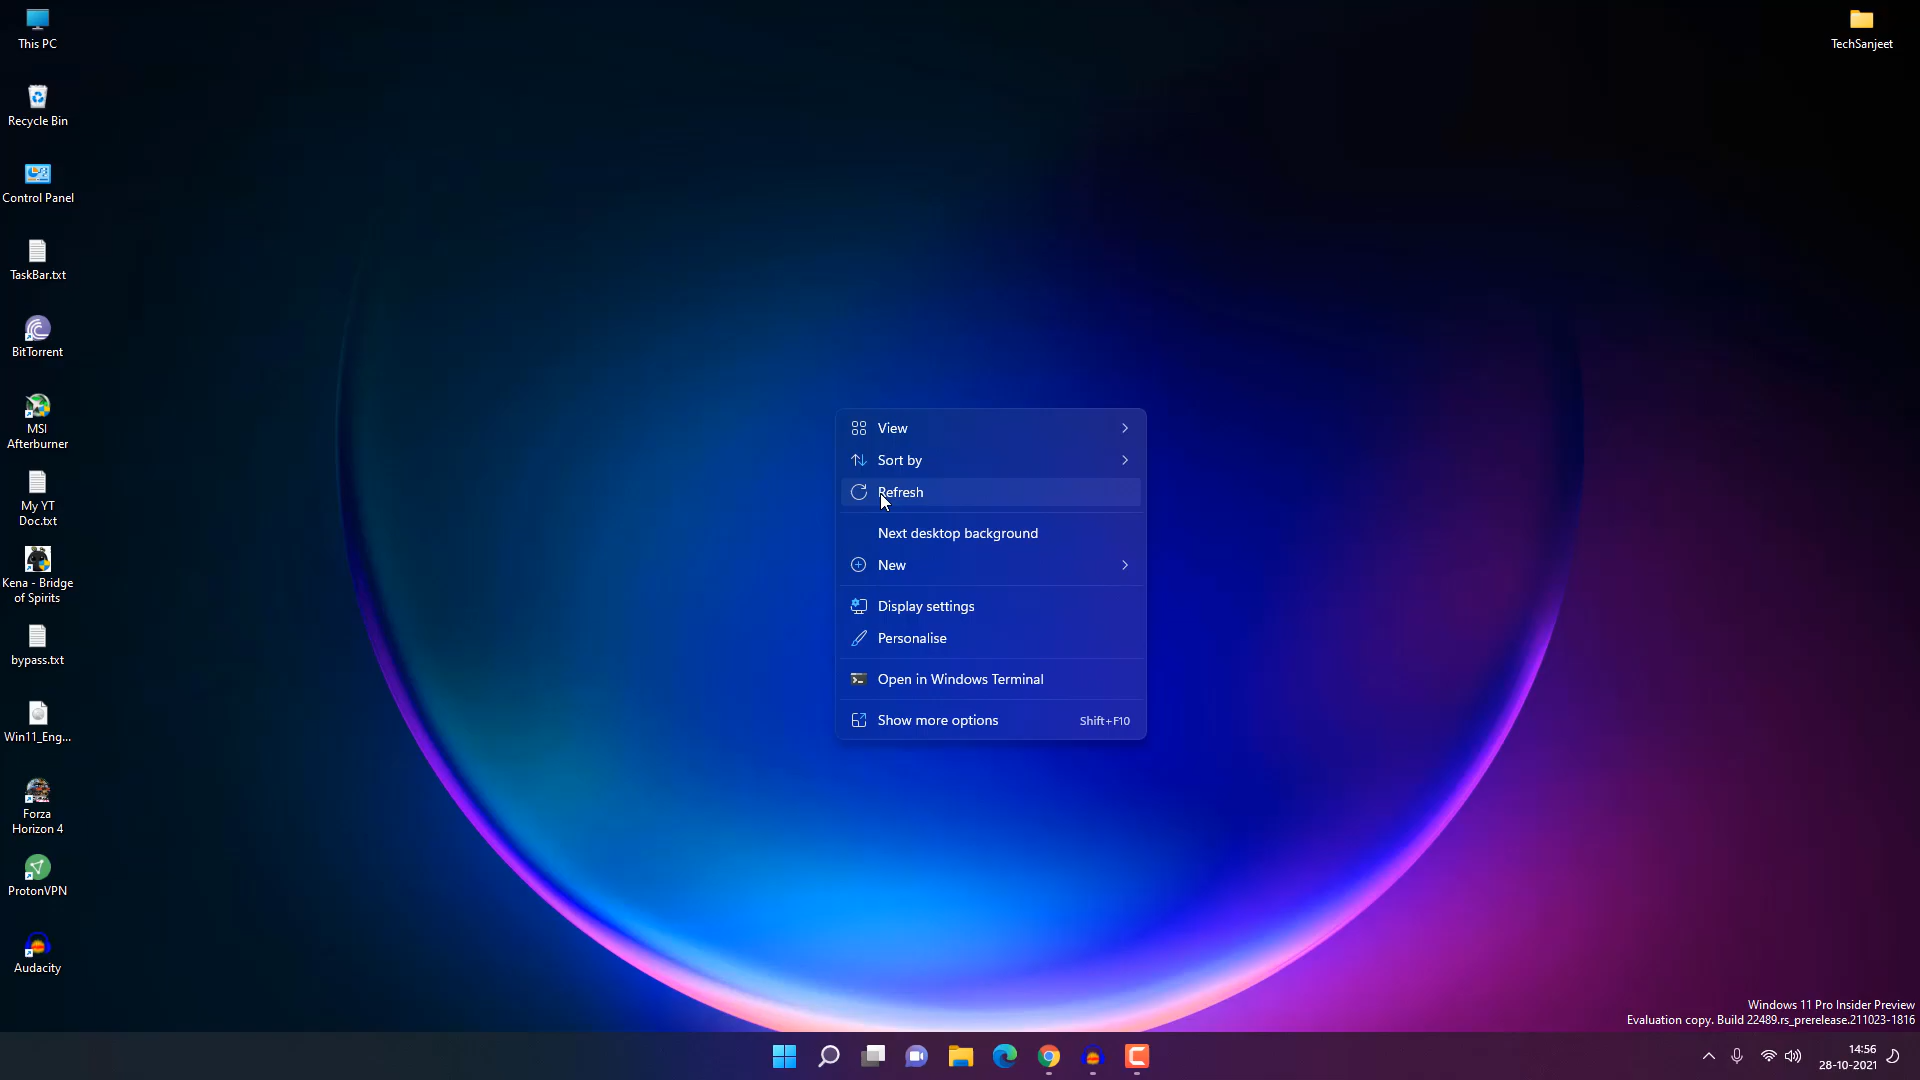 This PC
Recycle Bin
Control Panel
TaskBar.txt
BitTorrent
MSI
Afterburner
My YT
Doc.txt
Kena - Bridge
of Spirits
bypass.txt
Win11_Eng...
Forza
Horizon 4
ProtonVPN
Audacity
TechSanjeet
View
Sort by
Refresh
Next desktop background
New
Display settings
Personalise
Open in Windows Terminal
Show more options Shift+F10
Windows 11 Pro Insider Preview
Evaluation copy. Build 22489.rs_prerelease.211023-1816
14:56
28-10-2021